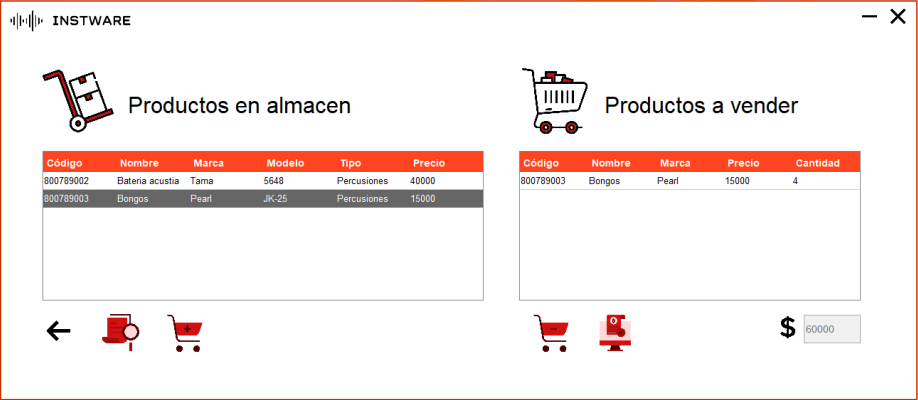 INSTWARE
Productos en almacen
Código Nombre Marca Modelo Tipo Precio
800789002 Bateria acustia Tama 5648 Percusiones 40000
800789003 Bongos Pearl JK-25 Percusiones 15000
Productos a vender
Código Nombre Marca Precio Cantidad
800789003 Bongos Pearl 15000 4
$ 60000